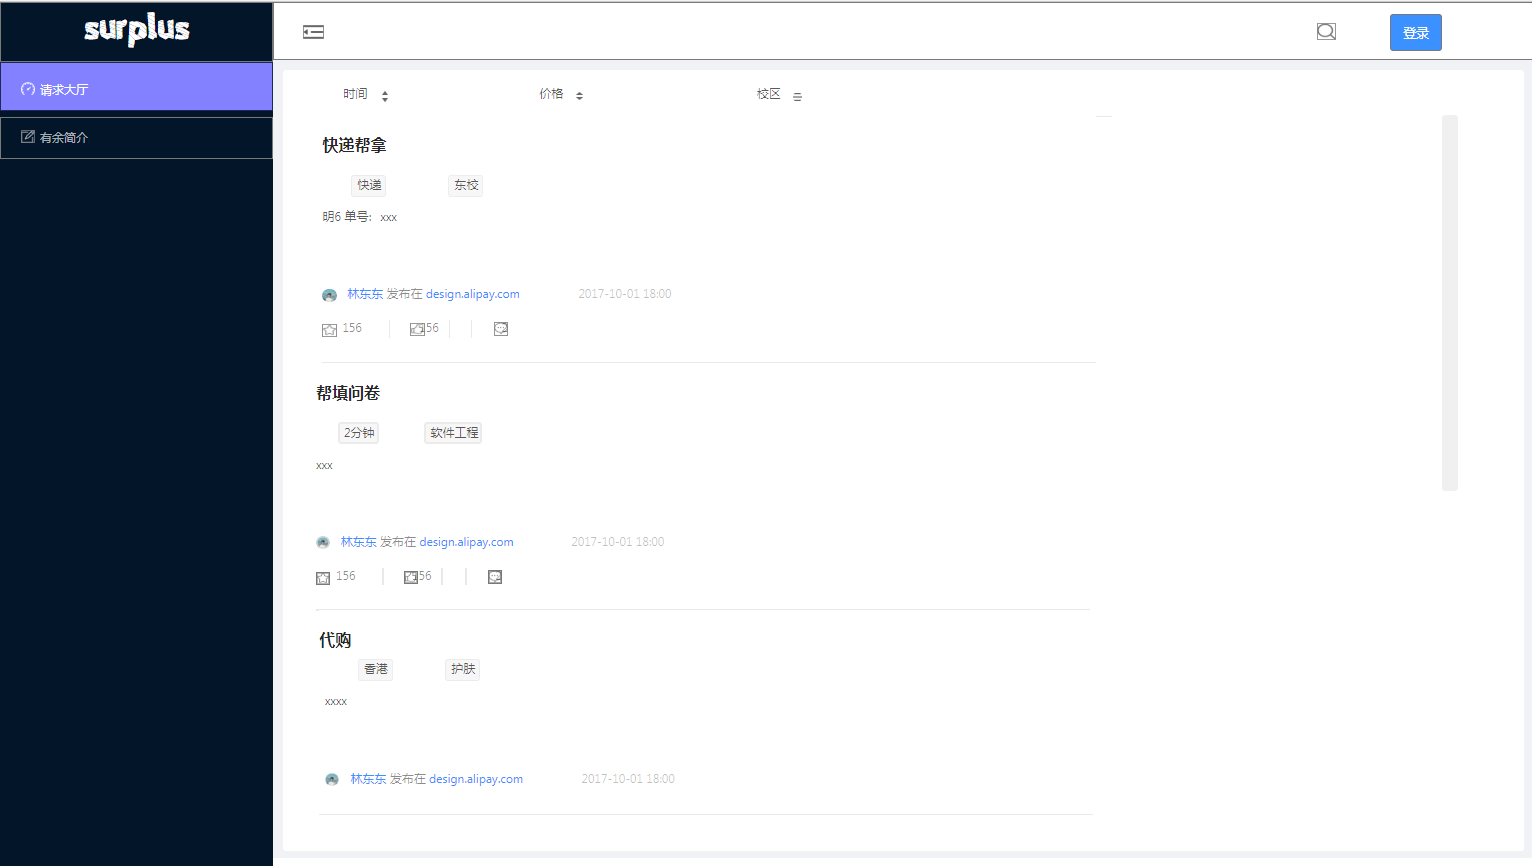 surplus
登录
请求大厅
有余简介
时间 价格 校区
快递帮拿
快递 东校
明6 单号: xxx
林东东 发布在 design.alipay.com 2017-10-01 18:00
156 156
帮填问卷
2分钟 软件工程
xxx
林东东 发布在 design.alipay.com 2017-10-01 18:00
156 156
代购
香港 护肤
xxxx
林东东 发布在 design.alipay.com 2017-10-01 18:00